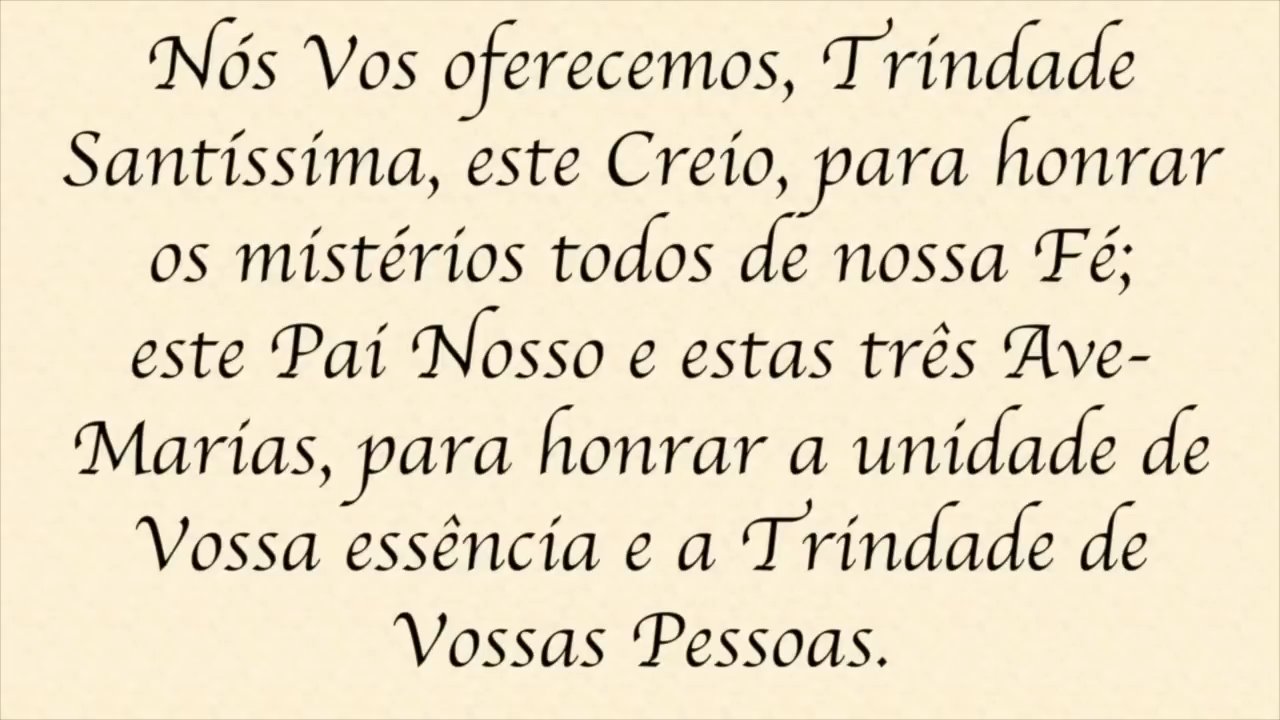 Nós Vos oferecemos, Trindade
Santíssima, este Creio, para honrar
os mistérios todos de nossa Fé;
este Pai Nosso e estas três Ave-
Marias, para honrar a unidade de
Vossa essência e a Trindade de
Vossas Pessoas.